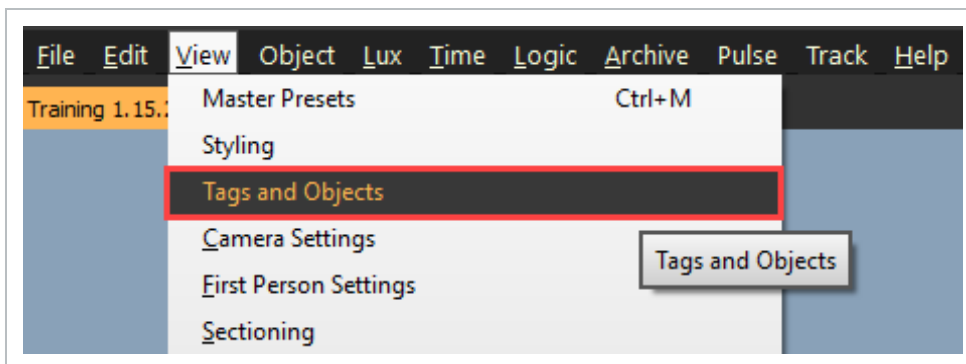 File Edit View Object Lux Time Logic Archive Pulse Track Help
Training 1.15.
Master Presets Ctrl+M
Styling
Tags and Objects
Camera Settings
Tags and Objects
First Person Settings
Sectioning